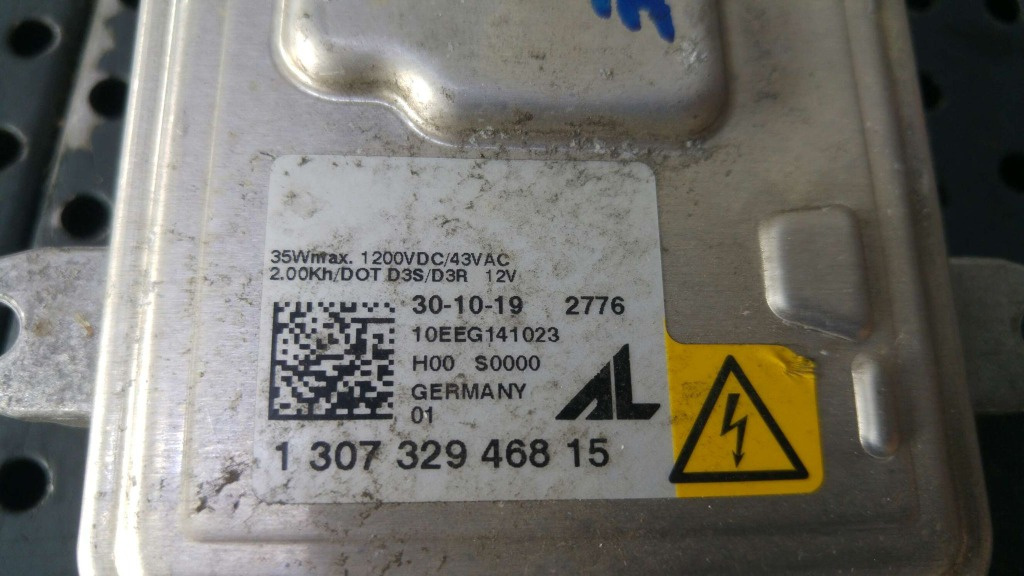 35Wmax. 1200VDC/43VAC
2.00Kh/DOT D3S/D3R 12V
30-10-19 2776
10EEG141023
H00 S0000
GERMANY
01
AL
1 307 329 468 15